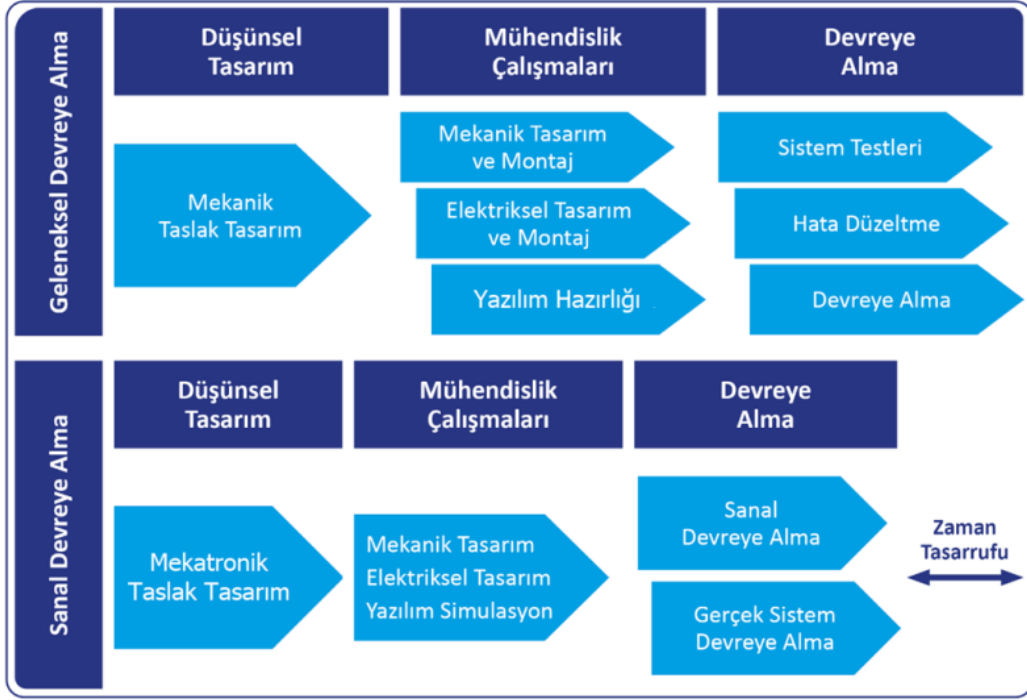 Geleneksel Devreye Alma
Düşünsel
Tasarım
Mühendislik
Çalışmaları
Devreye
Alma
Mekanik
Taslak Tasarım
Mekanik Tasarım
ve Montaj
Elektriksel Tasarım
ve Montaj
Yazılım Hazırlığı
Sistem Testleri
Hata Düzeltme
Devreye Alma
Sanal Devreye Alma
Düşünsel
Tasarım
Mühendislik
Çalışmaları
Devreye
Alma
Mekatronik
Taslak Tasarım
Mekanik Tasarım
Elektriksel Tasarım
Yazılım Simulasyon
Sanal
Devreye Alma
Gerçek Sistem
Devreye Alma
Zaman
Tasarrufu